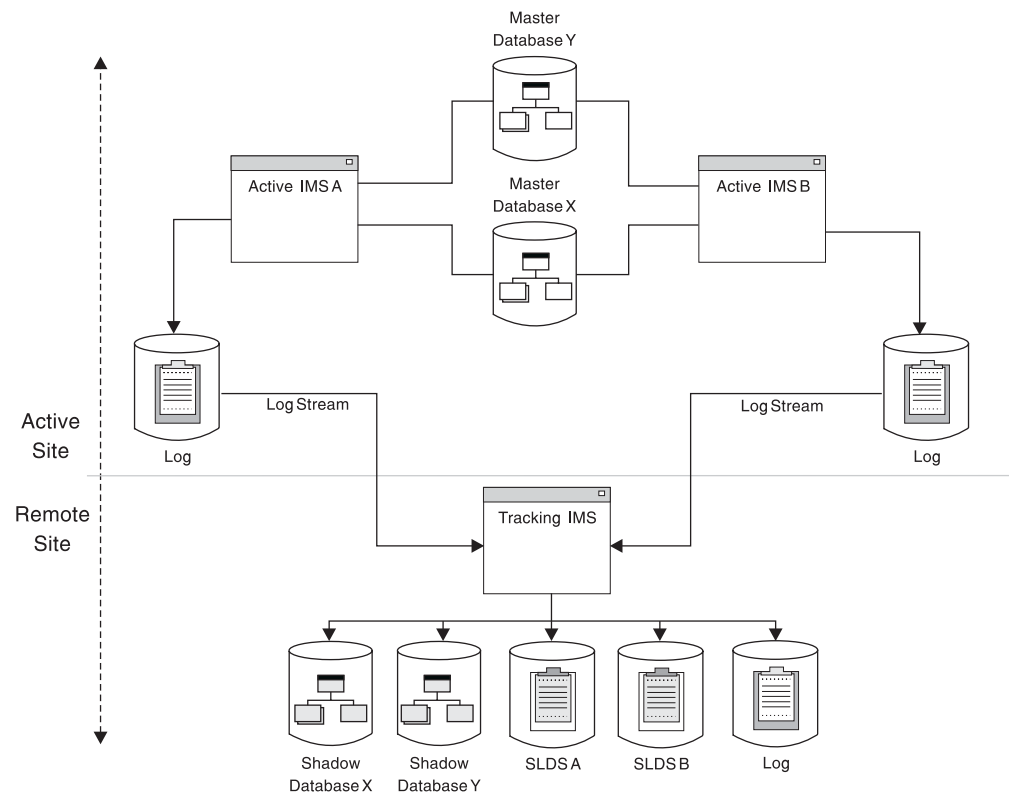 Master
Database Y
Active IMS A
Active IMS B
Master
Database X
Log Stream
Log Stream
Active
Site
Log
Log
Remote
Site
Tracking IMS
Shadow
Database X
Shadow
Database Y
SLDS A
SLDS B
Log